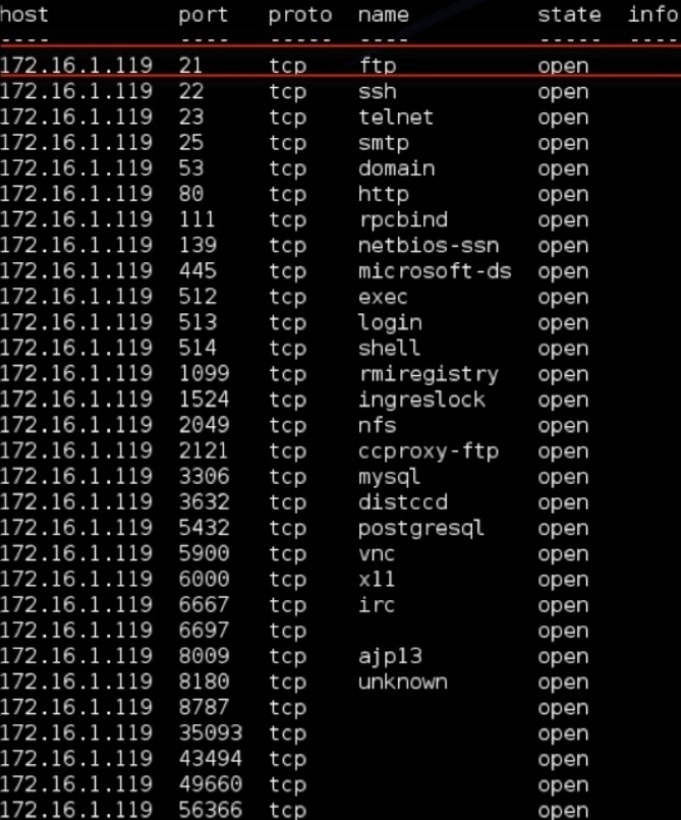 host port proto name state info
---- ---- ----- ---- ----- ----
172.16.1.119 21 tcp ftp open
172.16.1.119 22 tcp ssh open
172.16.1.119 23 tcp telnet open
172.16.1.119 25 tcp smtp open
172.16.1.119 53 tcp domain open
172.16.1.119 80 tcp http open
172.16.1.119 111 tcp rpcbind open
172.16.1.119 139 tcp netbios-ssn open
172.16.1.119 445 tcp microsoft-ds open
172.16.1.119 512 tcp exec open
172.16.1.119 513 tcp login open
172.16.1.119 514 tcp shell open
172.16.1.119 1099 tcp rmiregistry open
172.16.1.119 1524 tcp ingreslock open
172.16.1.119 2049 tcp nfs open
172.16.1.119 2121 tcp ccproxy-ftp open
172.16.1.119 3306 tcp mysql open
172.16.1.119 3632 tcp distccd open
172.16.1.119 5432 tcp postgresql open
172.16.1.119 5900 tcp vnc open
172.16.1.119 6000 tcp x11 open
172.16.1.119 6667 tcp irc open
172.16.1.119 6697 tcp open
172.16.1.119 8009 tcp ajp13 open
172.16.1.119 8180 tcp unknown open
172.16.1.119 8787 tcp open
172.16.1.119 35093 tcp open
172.16.1.119 43494 tcp open
172.16.1.119 49660 tcp open
172.16.1.119 56366 tcp open